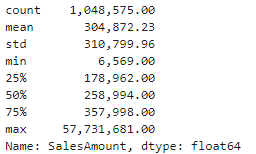 count 1,048,575.00
mean 304,872.23
std 310,799.96
min 6,569.00
25% 178,962.00
50% 258,994.00
75% 357,998.00
max 57,731,681.00
Name: SalesAmount, dtype: float64